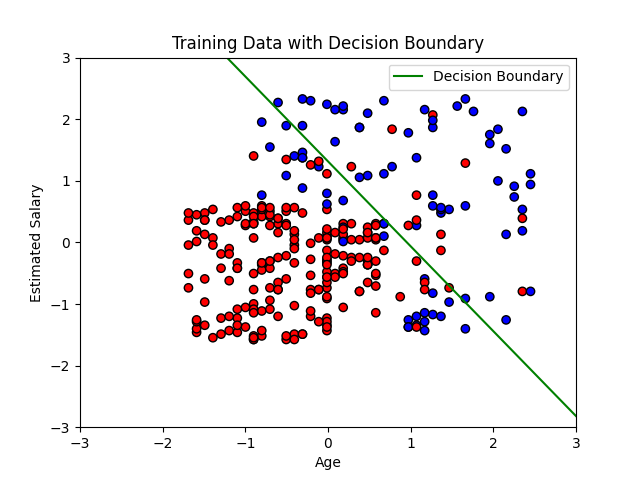 Training Data with Decision Boundary
Decision Boundary
3
2
1
0
−1
−2
−3
Estimated Salary
−3 −2 −1 0 1 2 3
Age